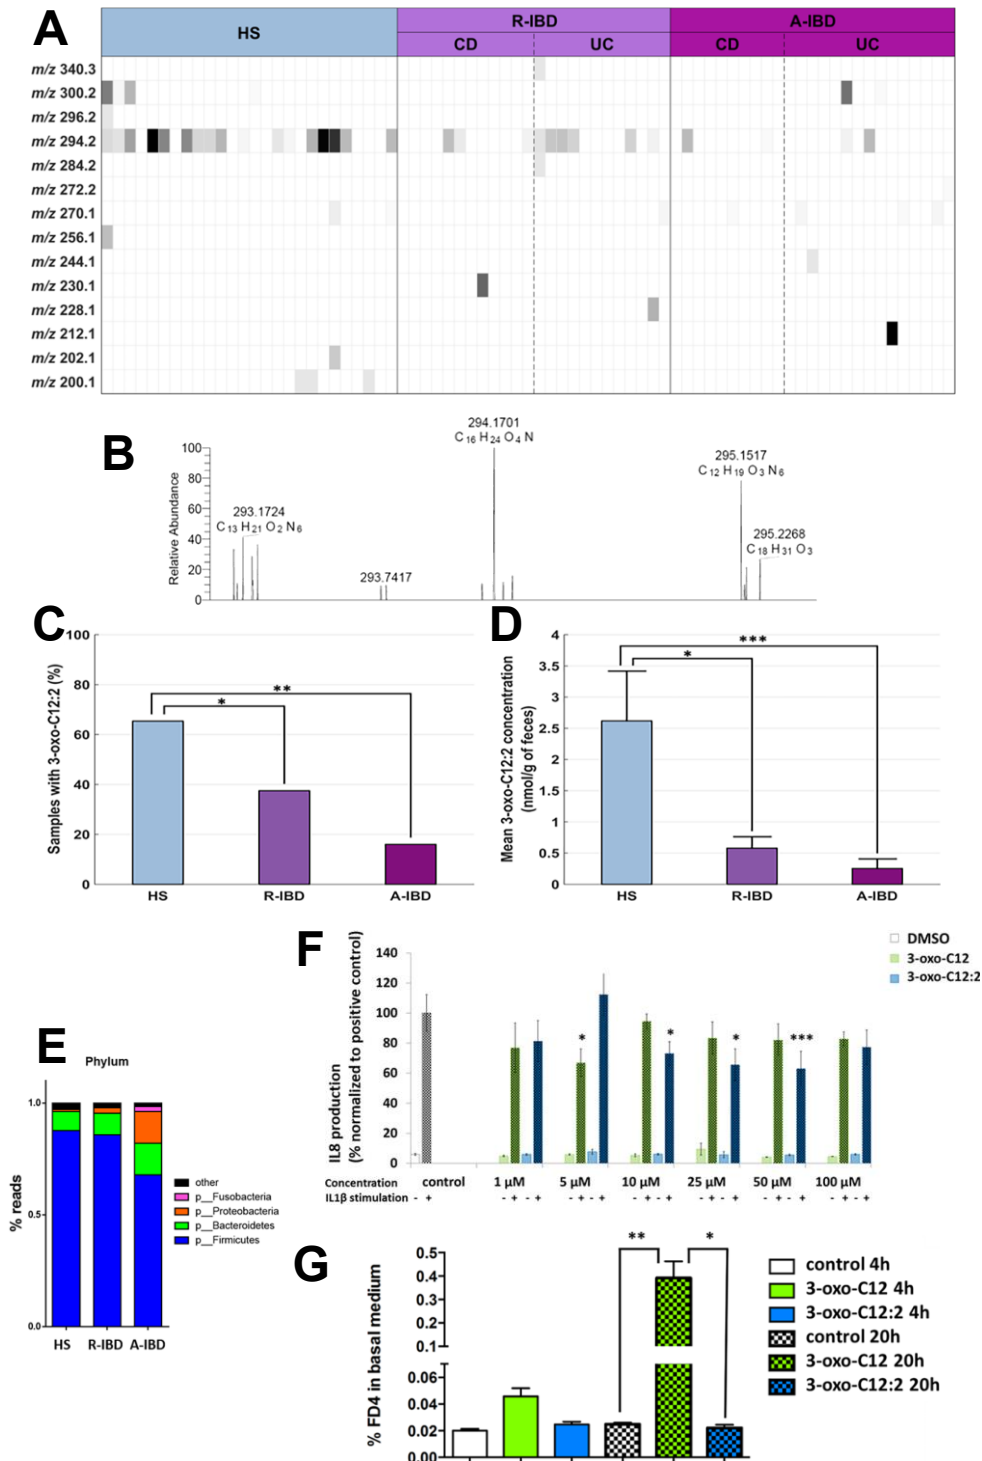 A
HS
R-IBD
A-IBD
CD
UC
CD
UC
m/z 340.3
m/z 300.2
m/z 296.2
m/z 294.2
m/z 284.2
m/z 272.2
m/z 270.1
m/z 256.1
m/z 244.1
m/z 230.1
m/z 228.1
m/z 212.1
m/z 202.1
m/z 200.1
B
Relative Abundance
100
80
60
40
20
0
293.1724
C13 H21 O2 N6
293.7417
294.1701
C16 H24 O4 N
295.1517
C12 H19 O3 N6
295.2268
C18 H31 O3
C
Samples with 3-oxo-C12:2 (%)
100
80
60
40
20
0
**
*
HS
R-IBD
A-IBD
D
Mean 3-oxo-C12:2 concentration
(nmol/g of feces)
4
3.5
3
2.5
2
1.5
1
0.5
0
***
*
HS
R-IBD
A-IBD
E
Phylum
% reads
1.0
0.5
0.0
HS
R-IBD
A-IBD
other
p__Fusobacteria
p__Proteobacteria
p__Bacteroidetes
p__Firmicutes
F
IL8 production
(% normalized to positive control)
140
120
100
80
60
40
20
0
*
*
*
***
DMSO
3-oxo-C12
3-oxo-C12:2
Concentration control 1 µM 5 µM 10 µM 25 µM 50 µM 100 µM
IL1β stimulation - + - + - + - + - + - + - + - + - + - + - + - + - +
G
% FD4 in basal medium
0.5
0.4
0.3
0.2
0.1
0.06
0.04
0.02
0.00
**
*
control 4h
3-oxo-C12 4h
3-oxo-C12:2 4h
control 20h
3-oxo-C12 20h
3-oxo-C12:2 20h